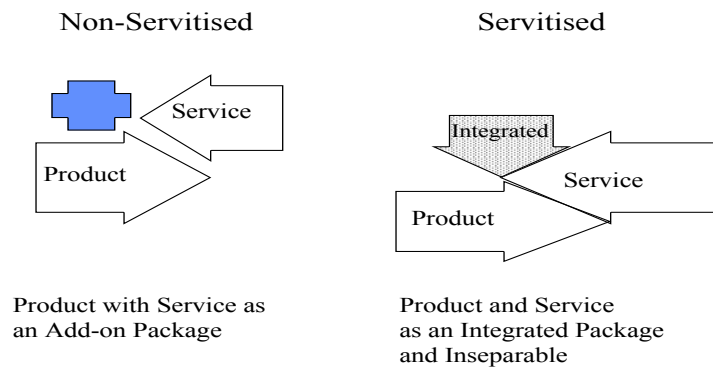 Non-Servitised
Servitised
Service
Product
Integrated
Service
Product
Product with Service as
an Add-on Package
Product and Service
as an Integrated Package
and Inseparable